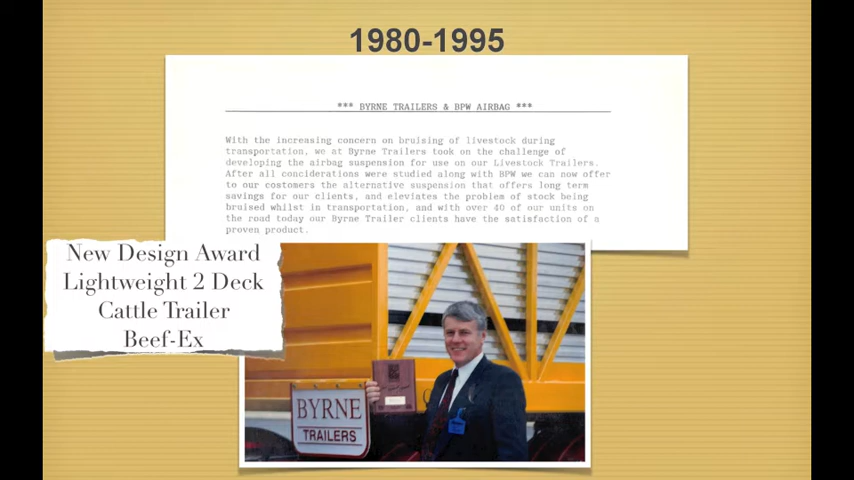 1980-1995
*** BYRNE TRAILERS & BPW AIRBAG ***
With the increasing concern on bruising of livestock during
transportation, we at Byrne Trailers took on the challenge of
developing the airbag suspension for use on our Livestock Trailers.
After all conciderations were studied along with BPW we can now offer
to our costomers the alternative suspension that offers long term
savings for our clients, and eleviates the problem of stock being
bruised whilst in transportation, and with over 40 of our units on
the road today our Byrne Trailer clients have the satisfaction of a
proven product.
New Design Award
Lightweight 2 Deck
Cattle Trailer
Beef-Ex
BYRNE
TRAILERS